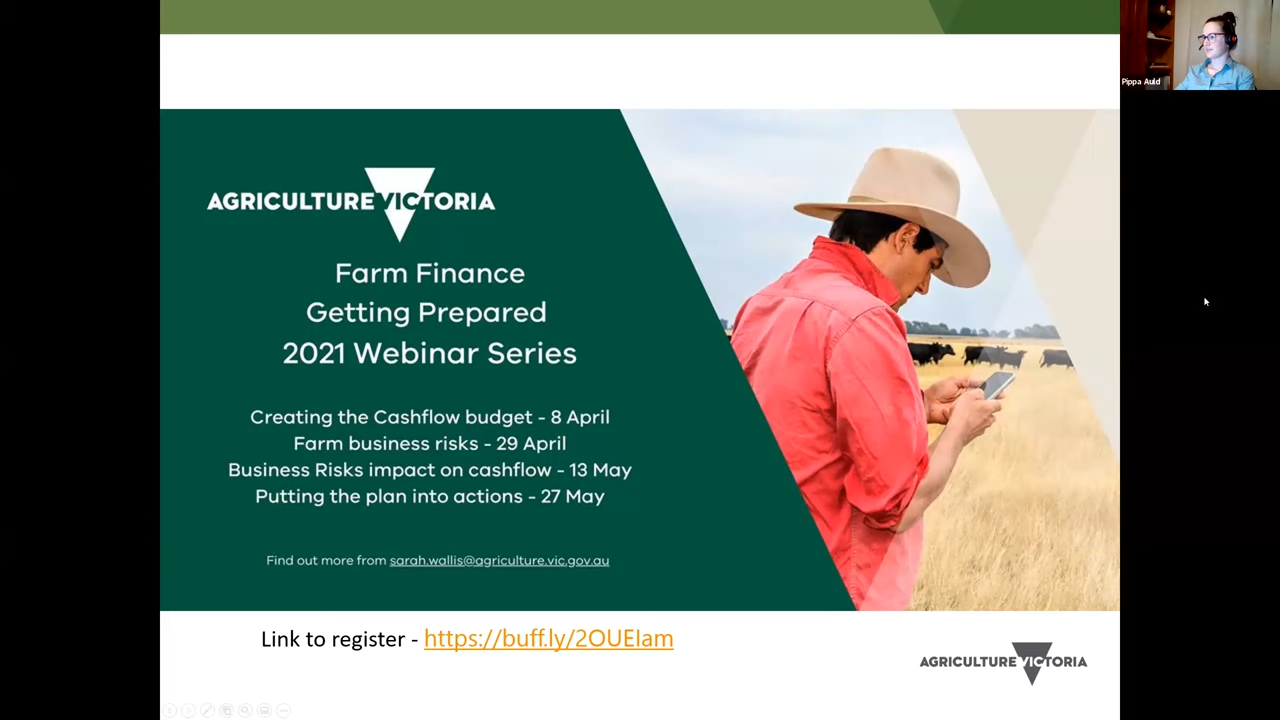 Pippa Auld
AGRICULTURE VICTORIA
Farm Finance
Getting Prepared
2021 Webinar Series
Creating the Cashflow budget - 8 April
Farm business risks - 29 April
Business Risks impact on cashflow - 13 May
Putting the plan into actions - 27 May
Find out more from sarah.wallis@agriculture.vic.gov.au
Link to register - https://buff.ly/2OUEIam
AGRICULTURE VICTORIA